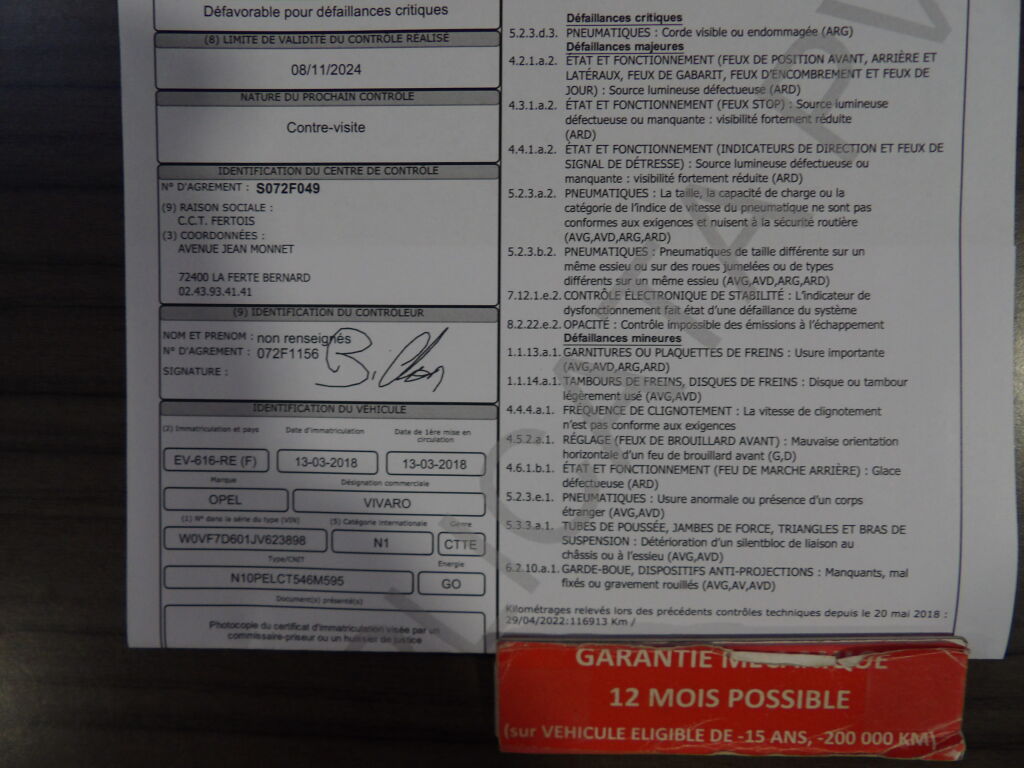 Défavorable pour défaillances critiques
(8) LIMITE DE VALIDITÉ DU CONTRÔLE RÉALISÉ
08/11/2024
NATURE DU PROCHAIN CONTRÔLE
Contre-visite
IDENTIFICATION DU CENTRE DE CONTRÔLE
N° D'AGREMENT : S072F049
(9) RAISON SOCIALE :
C.C.T. FERTOIS
(3) COORDONNÉES :
AVENUE JEAN MONNET
72400 LA FERTE BERNARD
02.43.93.41.41
(9) IDENTIFICATION DU CONTRÔLEUR
NOM ET PRENOM : non renseignés
N° D'AGREMENT : 072F1156
SIGNATURE :
IDENTIFICATION DU VEHICULE
(2) Immatriculation et pays
Date d'immatriculation
Date de 1ère mise en
circulation
EV-616-RE (F)
13-03-2018
13-03-2018
Marque
Désignation commerciale
OPEL
VIVARO
(1) N° dans la série du type (VIN)
(5) Catégorie internationale
Genre
W0VF7D601JV623898
N1
CTTE
Type/CNIT
Energie
N10PELCT546M595
GO
Document(s) présenté(s)
Photocopie du certificat d'immatriculation visée par un
commissaire-priseur ou un huissier de justice
Défaillances critiques
5.2.3.d.3. PNEUMATIQUES : Corde visible ou endommagée (ARG)
Défaillances majeures
4.2.1.a.2. ÉTAT ET FONCTIONNEMENT (FEUX DE POSITION AVANT, ARRIÈRE ET
LATÉRAUX, FEUX DE GABARIT, FEUX D'ENCOMBREMENT ET FEUX DE
JOUR) : Source lumineuse défectueuse (ARD)
4.3.1.a.2. ÉTAT ET FONCTIONNEMENT (FEUX STOP) : Source lumineuse
défectueuse ou manquante : visibilité fortement réduite
(ARD)
4.4.1.a.2. ÉTAT ET FONCTIONNEMENT (INDICATEURS DE DIRECTION ET FEUX DE
SIGNAL DE DÉTRESSE) : Source lumineuse défectueuse ou
manquante : visibilité fortement réduite (ARD)
5.2.3.a.2. PNEUMATIQUES : La taille, la capacité de charge ou la
catégorie de l'indice de vitesse du pneumatique ne sont pas
conformes aux exigences et nuisent à la sécurité routière
(AVG,AVD,ARG,ARD)
5.2.3.b.2. PNEUMATIQUES : Pneumatiques de taille différente sur un
même essieu ou sur des roues jumelées ou de types
différents sur un même essieu (AVG,AVD,ARG,ARD)
7.1.2.1.e.2. CONTRÔLE ÉLECTRONIQUE DE STABILITÉ : L'indicateur de
dysfonctionnement fait état d'une défaillance du système
8.2.22.e.2. OPACITÉ : Contrôle impossible des émissions à l'échappement
Défaillances mineures
1.1.13.a.1. GARNITURES OU PLAQUETTES DE FREINS : Usure importante
(AVG,AVD,ARG,ARD)
1.1.14.a.1. TAMBOURS DE FREINS, DISQUES DE FREINS : Disque ou tambour
légèrement usé (AVG,AVD)
4.4.4.a.1. FRÉQUENCE DE CLIGNOTEMENT : La vitesse de clignotement
n'est pas conforme aux exigences
4.5.2.a.1. RÉGLAGE (FEUX DE BROUILLARD AVANT) : Mauvaise orientation
horizontale d'un feu de brouillard avant (G,D)
4.6.1.b.1. ÉTAT ET FONCTIONNEMENT (FEU DE MARCHE ARRIÈRE) : Glace
défectueuse (ARD)
5.2.3.e.1. PNEUMATIQUES : Usure anormale ou présence d'un corps
étranger (AVG,AVD)
5.3.3.a.1. TUBES DE POUSSÉE, JAMBES DE FORCE, TRIANGLES ET BRAS DE
SUSPENSION : Détérioration d'un silentbloc de liaison au
châssis ou à l'essieu (AVG,AVD)
6.2.10.a.1. GARDE-BOUE, DISPOSITIFS ANTI-PROJECTIONS : Manquants, mal
fixés ou gravement rouillés (AVG,AV,AVD)
Kilométrages relevés lors des précédents contrôles techniques depuis le 20 mai 2018 :
29/04/2022:116913 Km /
GARANTIE MECANIQUE
12 MOIS POSSIBLE
(sur VEHICULE ELIGIBLE DE -15 ANS, -200 000 KM)